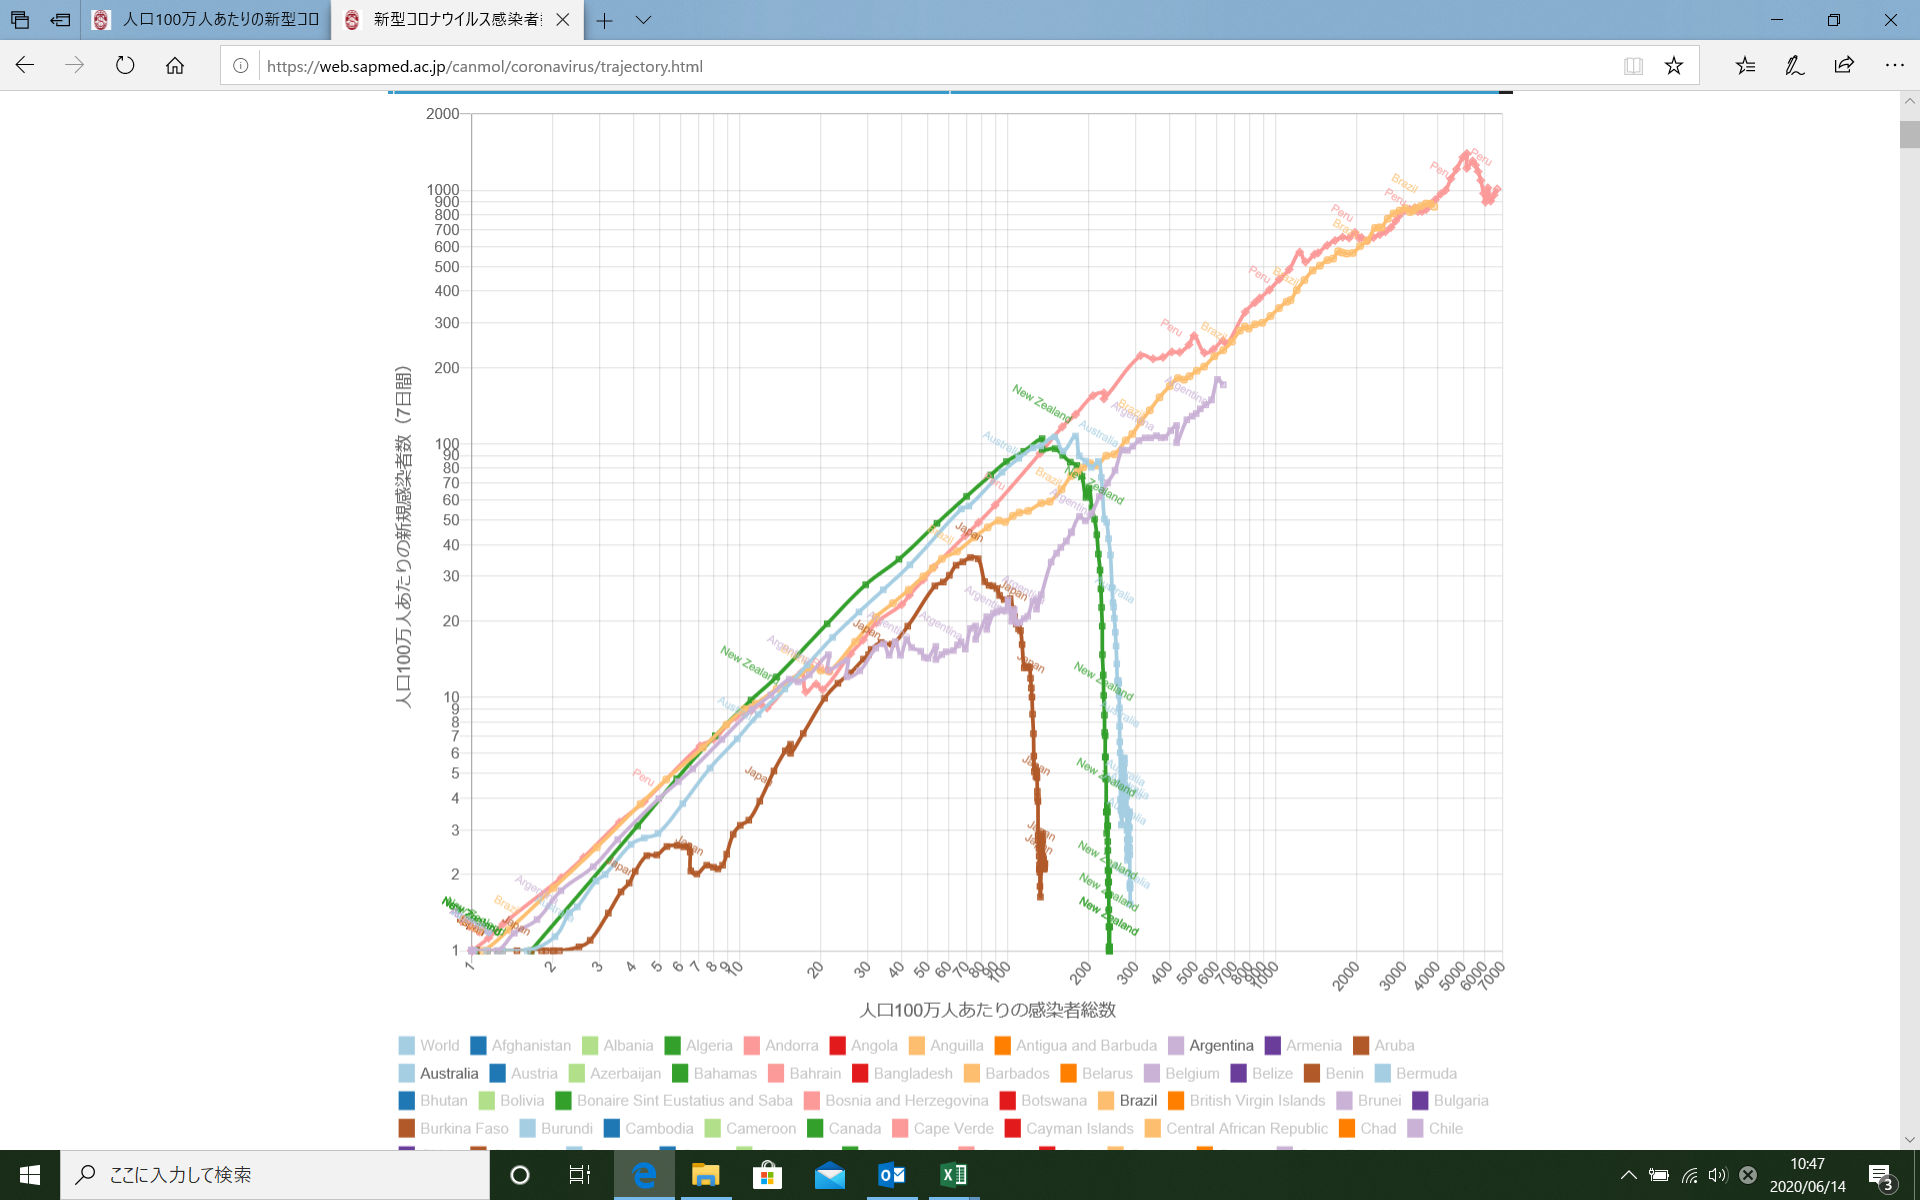 人口100万人あたりの新型コロ
新型コロナウイルス感染者
https://web.sapmed.ac.jp/canmol/coronavirus/trajectory.html
2000
1000
900
800
700
600
500
400
300
200
100
90
80
70
60
50
40
30
20
10
9
8
7
6
5
4
3
2
1
人口100万人あたりの新規感染者数（7日間）
Peru
Brazil
Argentina
New Zealand
Australia
Japan
1 2 3 4 5 6 7 8 9 10 20 30 40 50 60 70 80 90 100 200 300 400 500 600 700 800 900 1000 2000 3000 4000 5000 6000 7000
人口100万人あたりの感染者総数
World Afghanistan Albania Algeria Andorra Angola Anguilla Antigua and Barbuda Argentina Armenia Aruba
Australia Austria Azerbaijan Bahamas Bahrain Bangladesh Barbados Belarus Belgium Belize Benin Bermuda
Bhutan Bolivia Bonaire Sint Eustatius and Saba Bosnia and Herzegovina Botswana Brazil British Virgin Islands Brunei Bulgaria
Burkina Faso Burundi Cambodia Cameroon Canada Cape Verde Cayman Islands Central African Republic Chad Chile
ここに入力して検索
10:47
2020/06/14
3